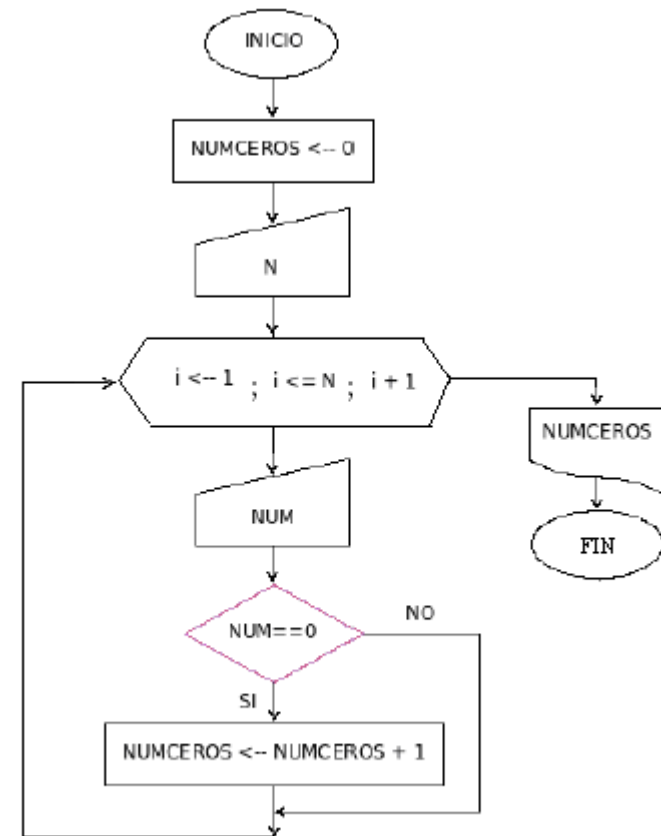 INICIO
NUMCEROS <-- 0
N
i <-- 1 ; i <= N ; i + 1
NUMCEROS
FIN
NUM
NUM==0
NO
SI
NUMCEROS <-- NUMCEROS + 1